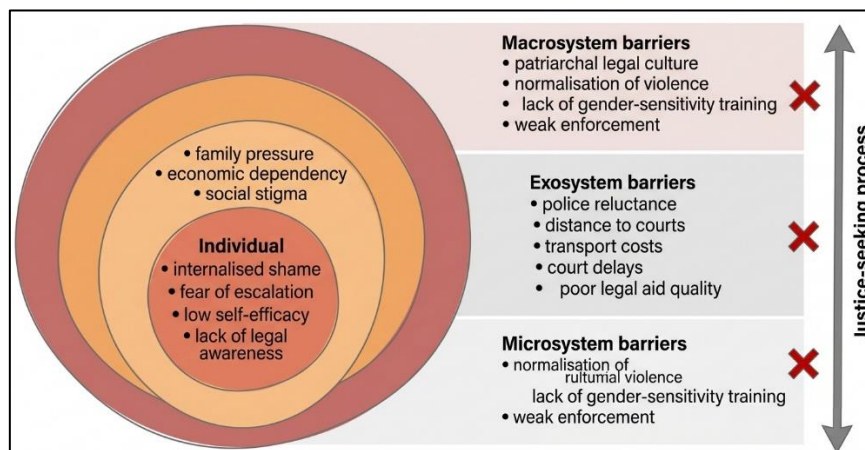 • family pressure
• economic dependency
• social stigma
Individual
• internalised shame
• fear of escalation
• low self-efficacy
• lack of legal
awareness
Macrosystem barriers
• patriarchal legal culture
• normalisation of violence
• lack of gender-sensitivity training
• weak enforcement
Exosystem barriers
• police reluctance
• distance to courts
• transport costs
• court delays
• poor legal aid quality
Microsystem barriers
• normalisation of
rultumial violence
lack of gender-sensitivity training
• weak enforcement
Justice-seeking process